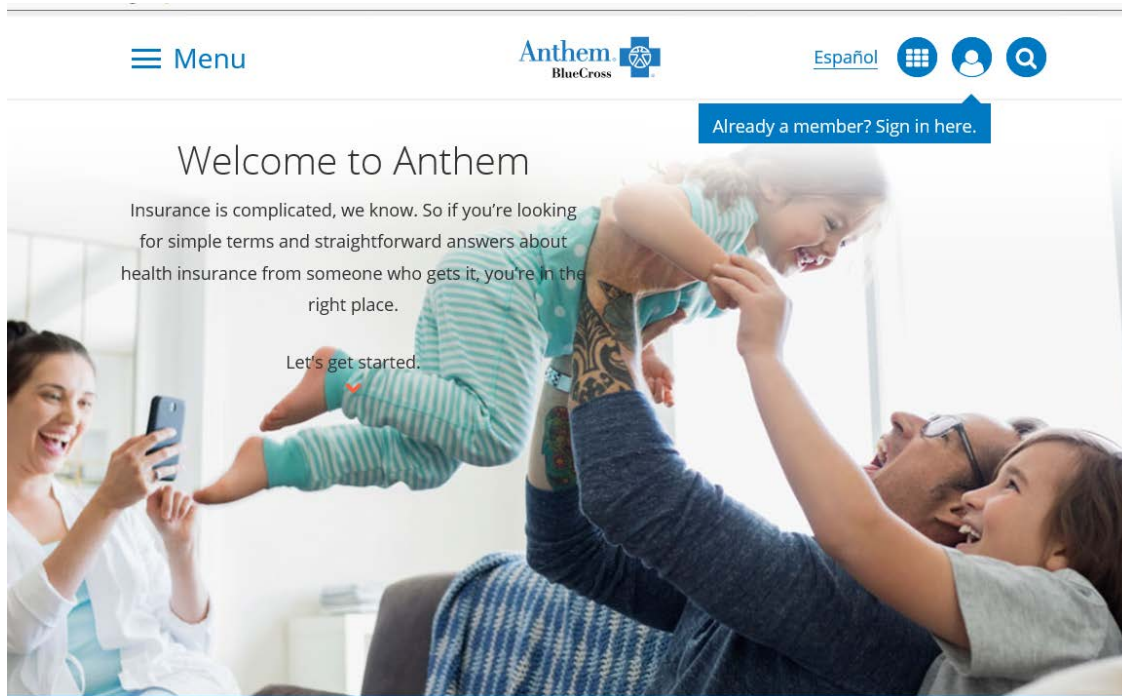 Menu
Anthem
BlueCross
Español
Already a member? Sign in here.
Welcome to Anthem
Insurance is complicated, we know. So if you're looking
for simple terms and straightforward answers about
health insurance from someone who gets it, you're in the
right place.
Let's get started.